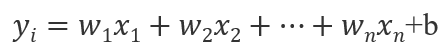 yᵢ = w₁x₁ + w₂x₂ + ⋯ + wₙxₙ+b